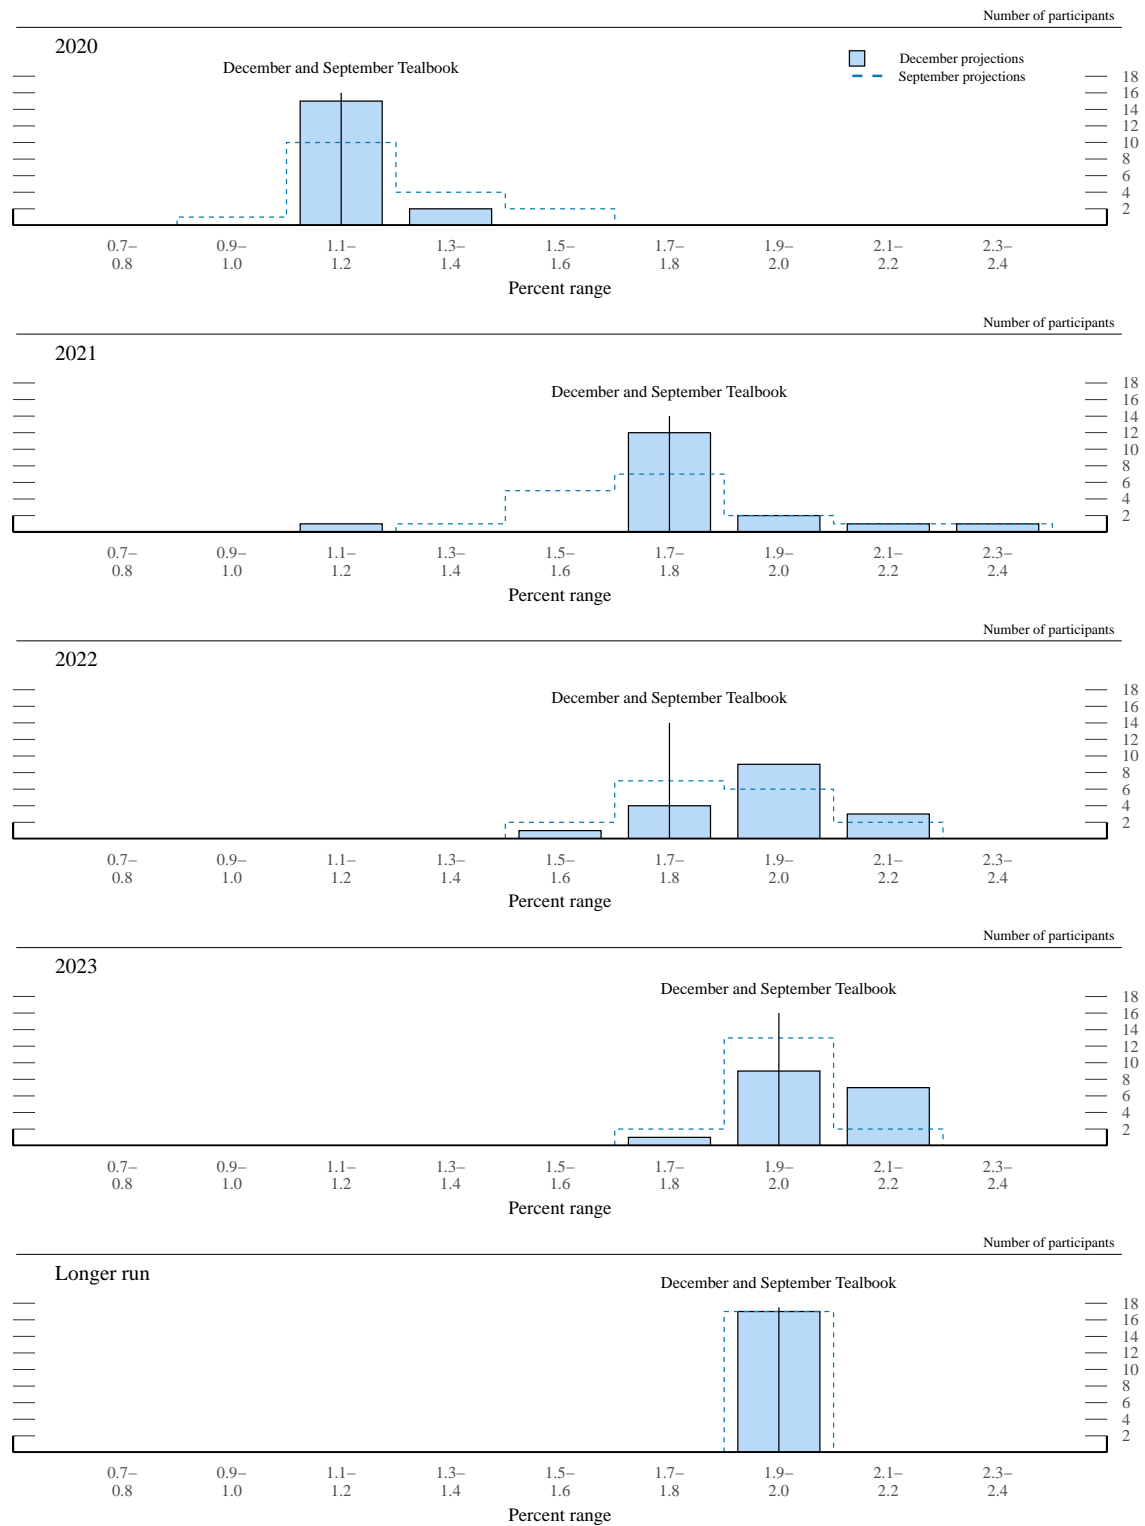 Number of participants
2020
December and September Tealbook
December projections
September projections
18
16
14
12
10
8
6
4
2
0.7– 0.9– 1.1– 1.3– 1.5– 1.7– 1.9– 2.1– 2.3–
0.8 1.0 1.2 1.4 1.6 1.8 2.0 2.2 2.4
Percent range
Number of participants
2021
December and September Tealbook
18
16
14
12
10
8
6
4
2
0.7– 0.9– 1.1– 1.3– 1.5– 1.7– 1.9– 2.1– 2.3–
0.8 1.0 1.2 1.4 1.6 1.8 2.0 2.2 2.4
Percent range
Number of participants
2022
December and September Tealbook
18
16
14
12
10
8
6
4
2
0.7– 0.9– 1.1– 1.3– 1.5– 1.7– 1.9– 2.1– 2.3–
0.8 1.0 1.2 1.4 1.6 1.8 2.0 2.2 2.4
Percent range
Number of participants
2023
December and September Tealbook
18
16
14
12
10
8
6
4
2
0.7– 0.9– 1.1– 1.3– 1.5– 1.7– 1.9– 2.1– 2.3–
0.8 1.0 1.2 1.4 1.6 1.8 2.0 2.2 2.4
Percent range
Number of participants
Longer run
December and September Tealbook
18
16
14
12
10
8
6
4
2
0.7– 0.9– 1.1– 1.3– 1.5– 1.7– 1.9– 2.1– 2.3–
0.8 1.0 1.2 1.4 1.6 1.8 2.0 2.2 2.4
Percent range